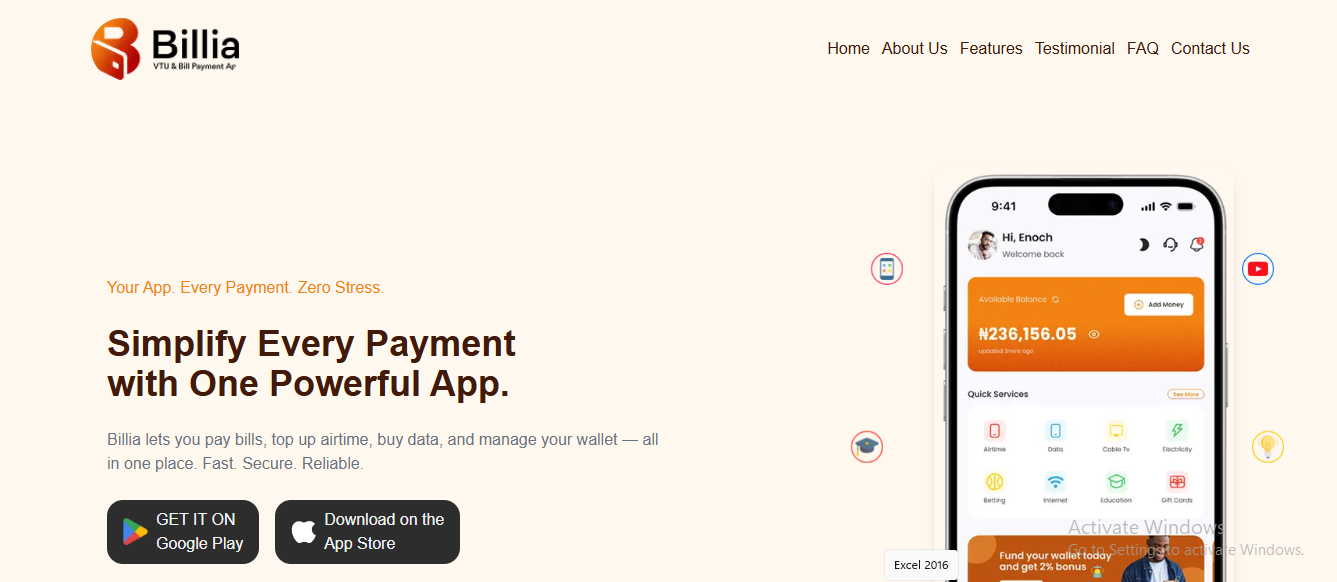 Billia
VTU & Bill Payment Ap
Home About Us Features Testimonial FAQ Contact Us
9:41
Hi, Enoch
Welcome back
Available Balance
Add Money
₦236,156.05
updated 3mins ago
Your App. Every Payment. Zero Stress.
Simplify Every Payment
with One Powerful App.
Billia lets you pay bills, top up airtime, buy data, and manage your wallet — all
in one place. Fast. Secure. Reliable.
GET IT ON
Google Play
Download on the
App Store
Quick Services
See More
Airtime Data Cable Tv Electricity
Betting Internet Education Gift Cards
Fund your wallet today
and get 2% bonus
Activate Windows
Go to Settings to activate Windows.
Excel 2016